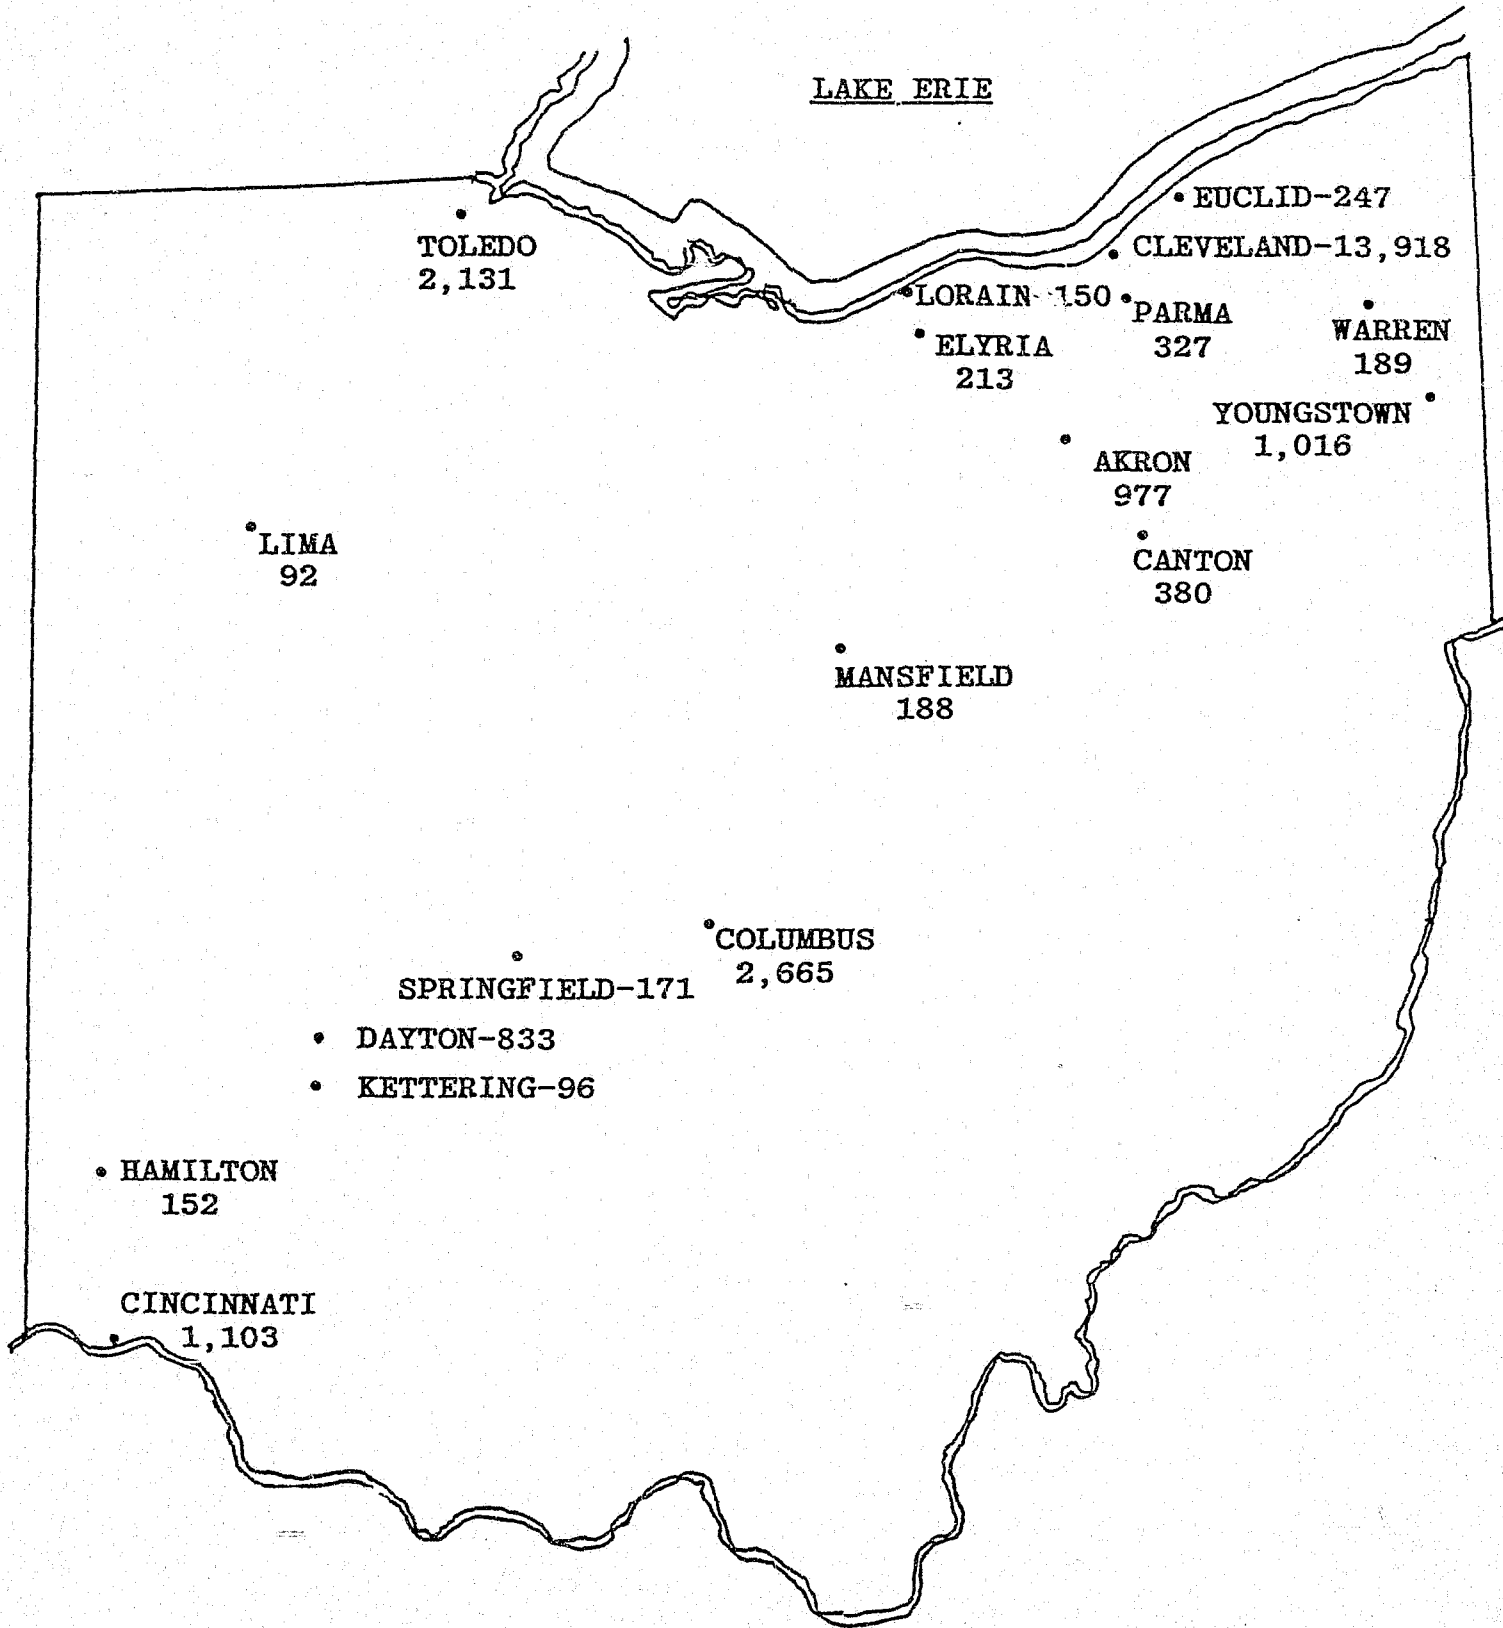 LAKE ERIE
EUCLID-247
TOLEDO
2,131
CLEVELAND-13,918
LORAIN-150
PARMA
327
WARREN
189
ELYRIA
213
YOUNGSTOWN
1,016
AKRON
977
LIMA
92
CANTON
380
MANSFIELD
188
COLUMBUS
2,665
SPRINGFIELD-171
DAYTON-833
KETTERING-96
HAMILTON
152
CINCINNATI
1,103